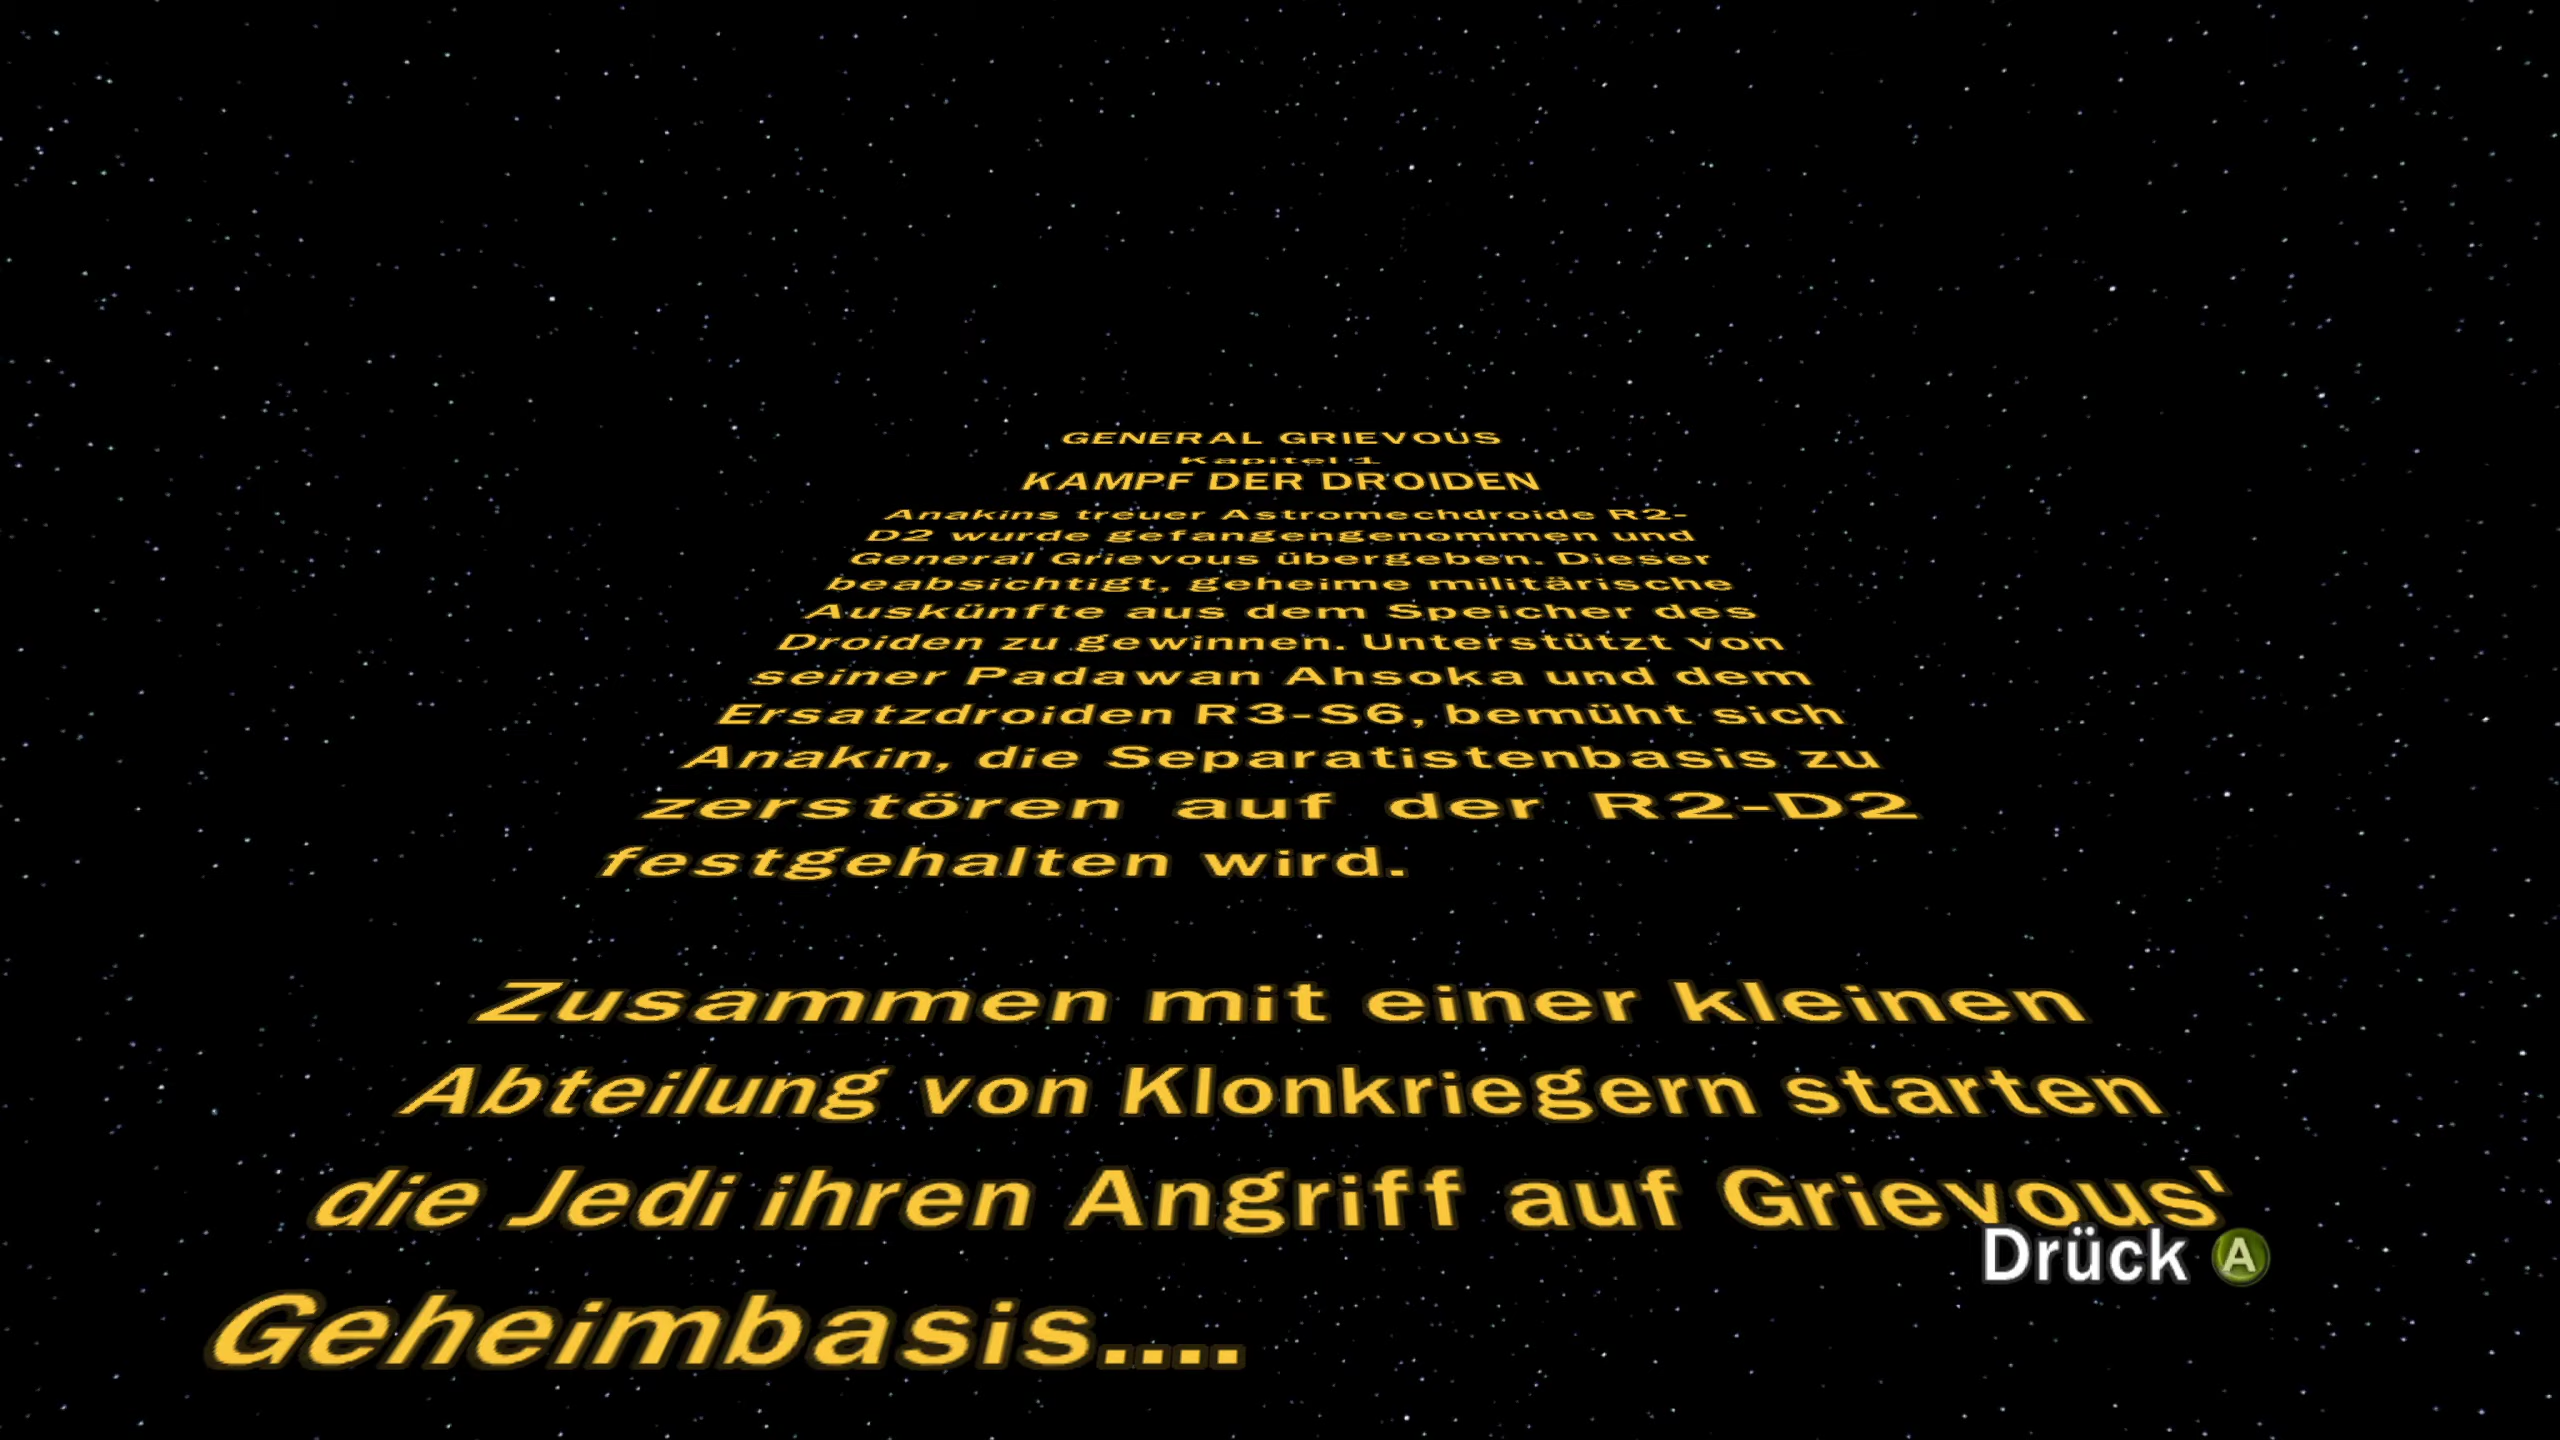 GENERAL GRIEVOUS
Kapitel 1
KAMPF DER DROIDEN
Anakins treuer Astromechdroide R2-
D2 wurde gefangengenommen und
General Grievous übergeben. Dieser
beabsichtigt, geheime militärische
Auskünfte aus dem Speicher des
Droiden zu gewinnen. Unterstützt von
seiner Padawan Ahsoka und dem
Ersatzdroiden R3-S6, bemüht sich
Anakin, die Separatistenbasis zu
zerstören auf der R2-D2
festgehalten wird.
Zusammen mit einer kleinen
Abteilung von Klonkriegern starten
die Jedi ihren Angriff auf Grievous'
Geheimbasis....
Drück A